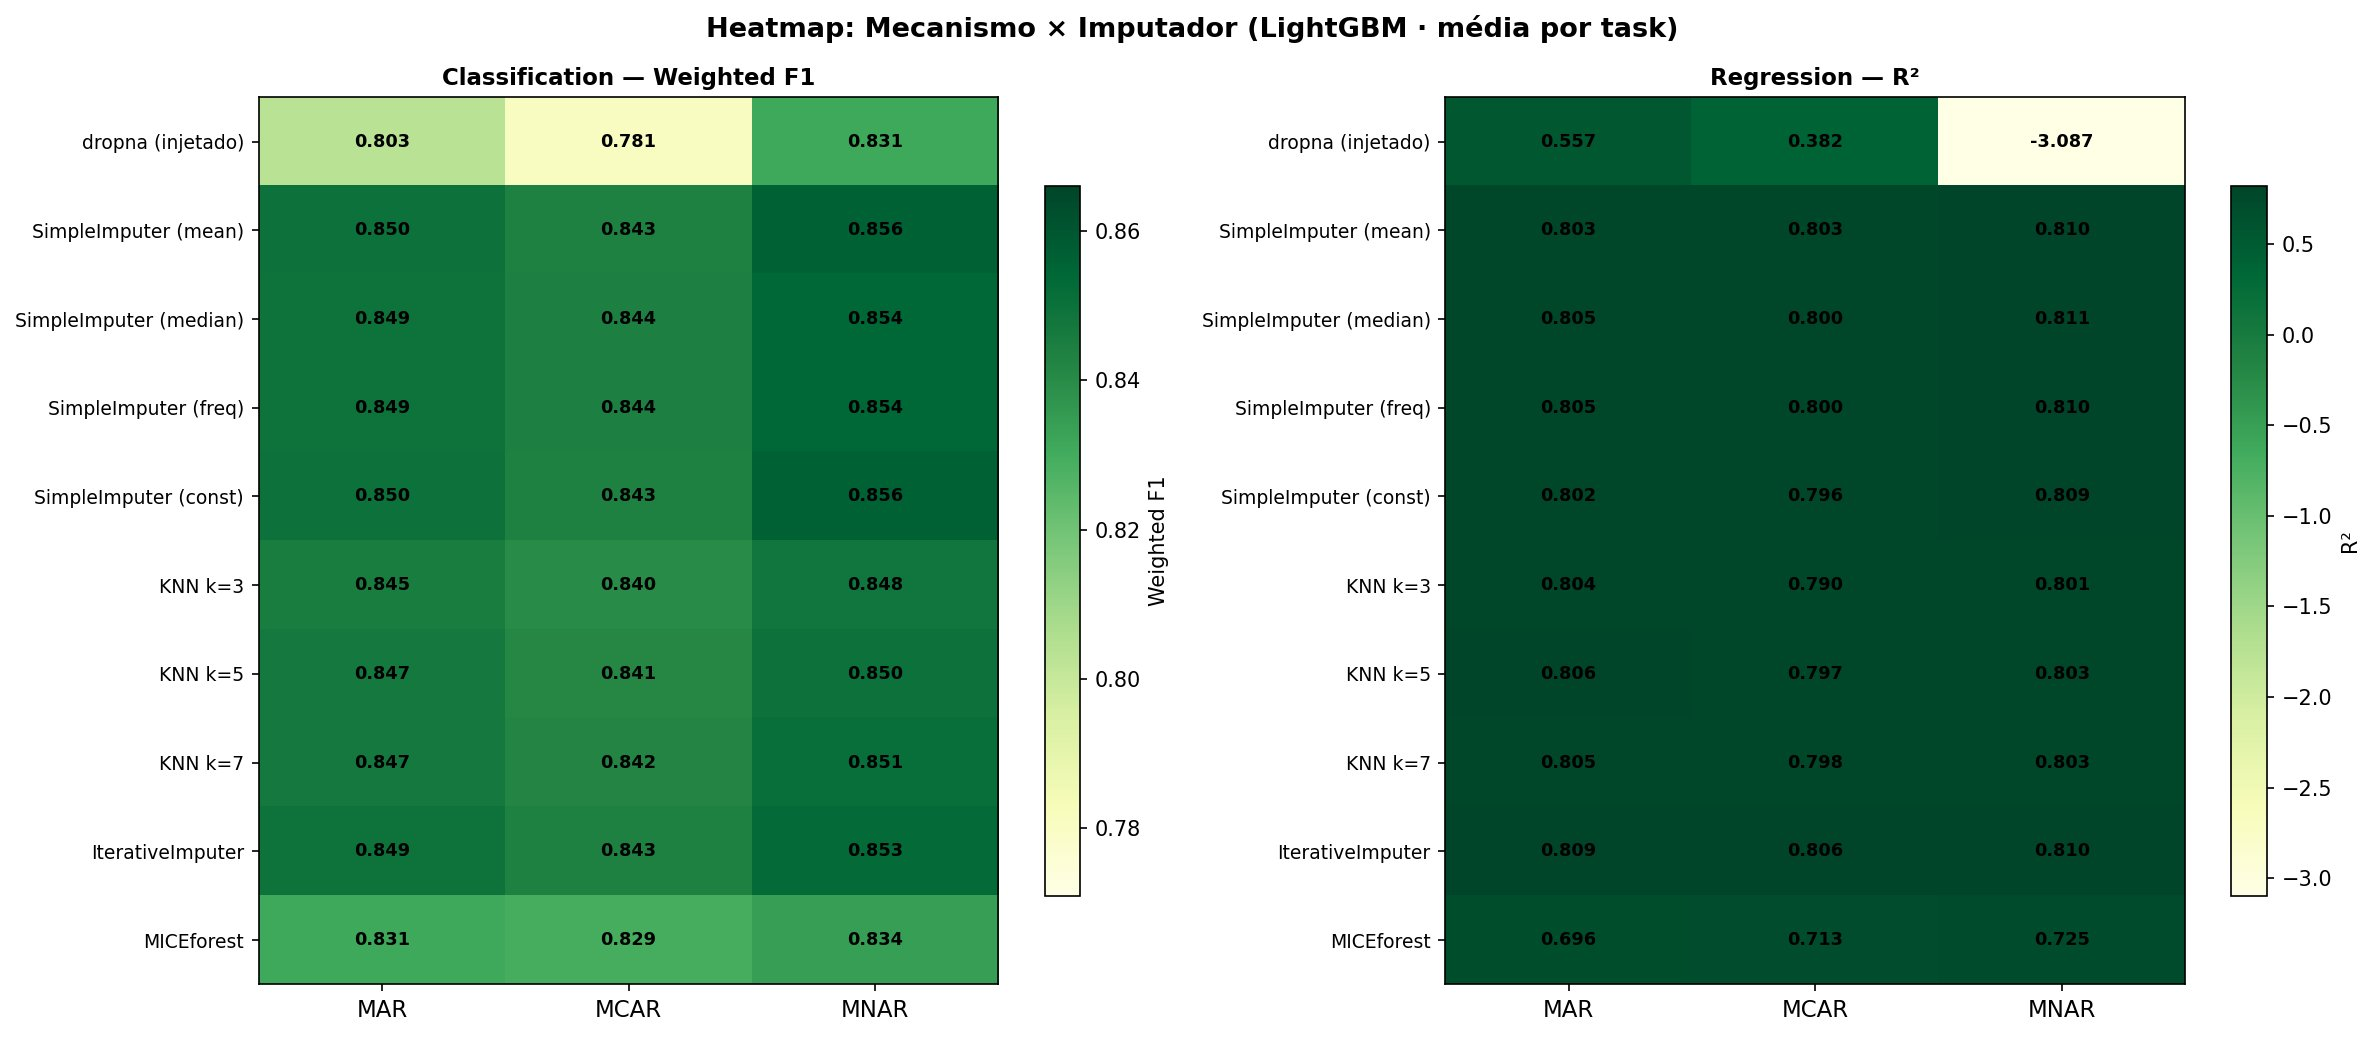 Heatmap: Mecanismo × Imputador (LightGBM · média por task)
Classification — Weighted F1
dropna (injetado) 0.803 0.781 0.831
SimpleImputer (mean) 0.850 0.843 0.856
SimpleImputer (median) 0.849 0.844 0.854
SimpleImputer (freq) 0.849 0.844 0.854
SimpleImputer (const) 0.850 0.843 0.856
KNN k=3 0.845 0.840 0.848
KNN k=5 0.847 0.841 0.850
KNN k=7 0.847 0.842 0.851
IterativeImputer 0.849 0.843 0.853
MICEforest 0.831 0.829 0.834
MAR MCAR MNAR
0.86
0.84
0.82
0.80
0.78
Weighted F1
Regression — R²
dropna (injetado) 0.557 0.382 -3.087
SimpleImputer (mean) 0.803 0.803 0.810
SimpleImputer (median) 0.805 0.800 0.811
SimpleImputer (freq) 0.805 0.800 0.810
SimpleImputer (const) 0.802 0.796 0.809
KNN k=3 0.804 0.790 0.801
KNN k=5 0.806 0.797 0.803
KNN k=7 0.805 0.798 0.803
IterativeImputer 0.809 0.806 0.810
MICEforest 0.696 0.713 0.725
MAR MCAR MNAR
0.5
0.0
−0.5
−1.0
−1.5
−2.0
−2.5
−3.0
R²